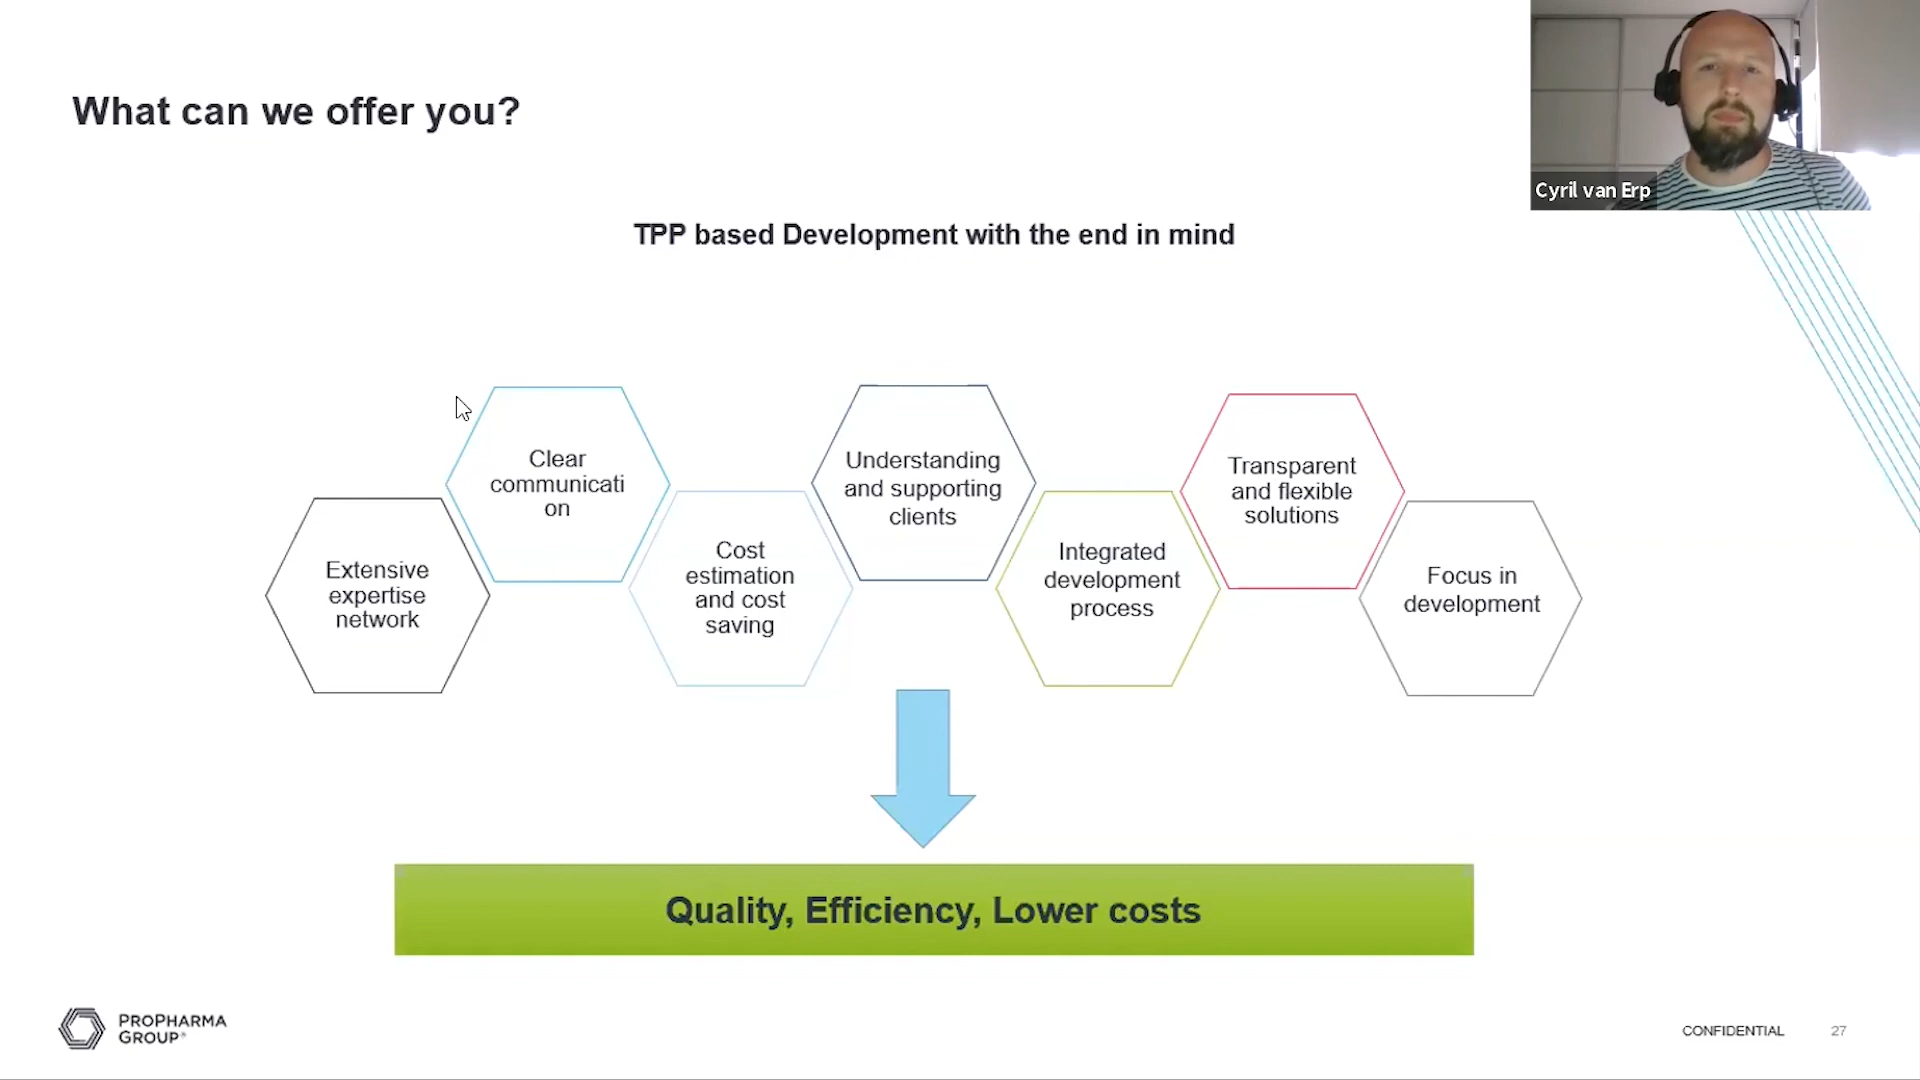 What can we offer you?
Cyril van Erp
TPP based Development with the end in mind
Extensive
expertise
network
Clear
communicati
on
Cost
estimation
and cost
saving
Understanding
and supporting
clients
Integrated
development
process
Transparent
and flexible
solutions
Focus in
development
Quality, Efficiency, Lower costs
PROPHARMA
GROUP®
CONFIDENTIAL
27